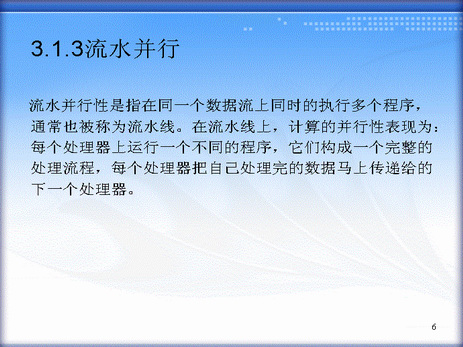 3.1.3流水并行
流水并行性是指在同一个数据流上同时的执行多个程序，
通常也被称为流水线。在流水线上，计算的并行性表现为：
每个处理器上运行一个不同的程序，它们构成一个完整的
处理流程，每个处理器把自己处理完的数据马上传递给的
下一个处理器。
6